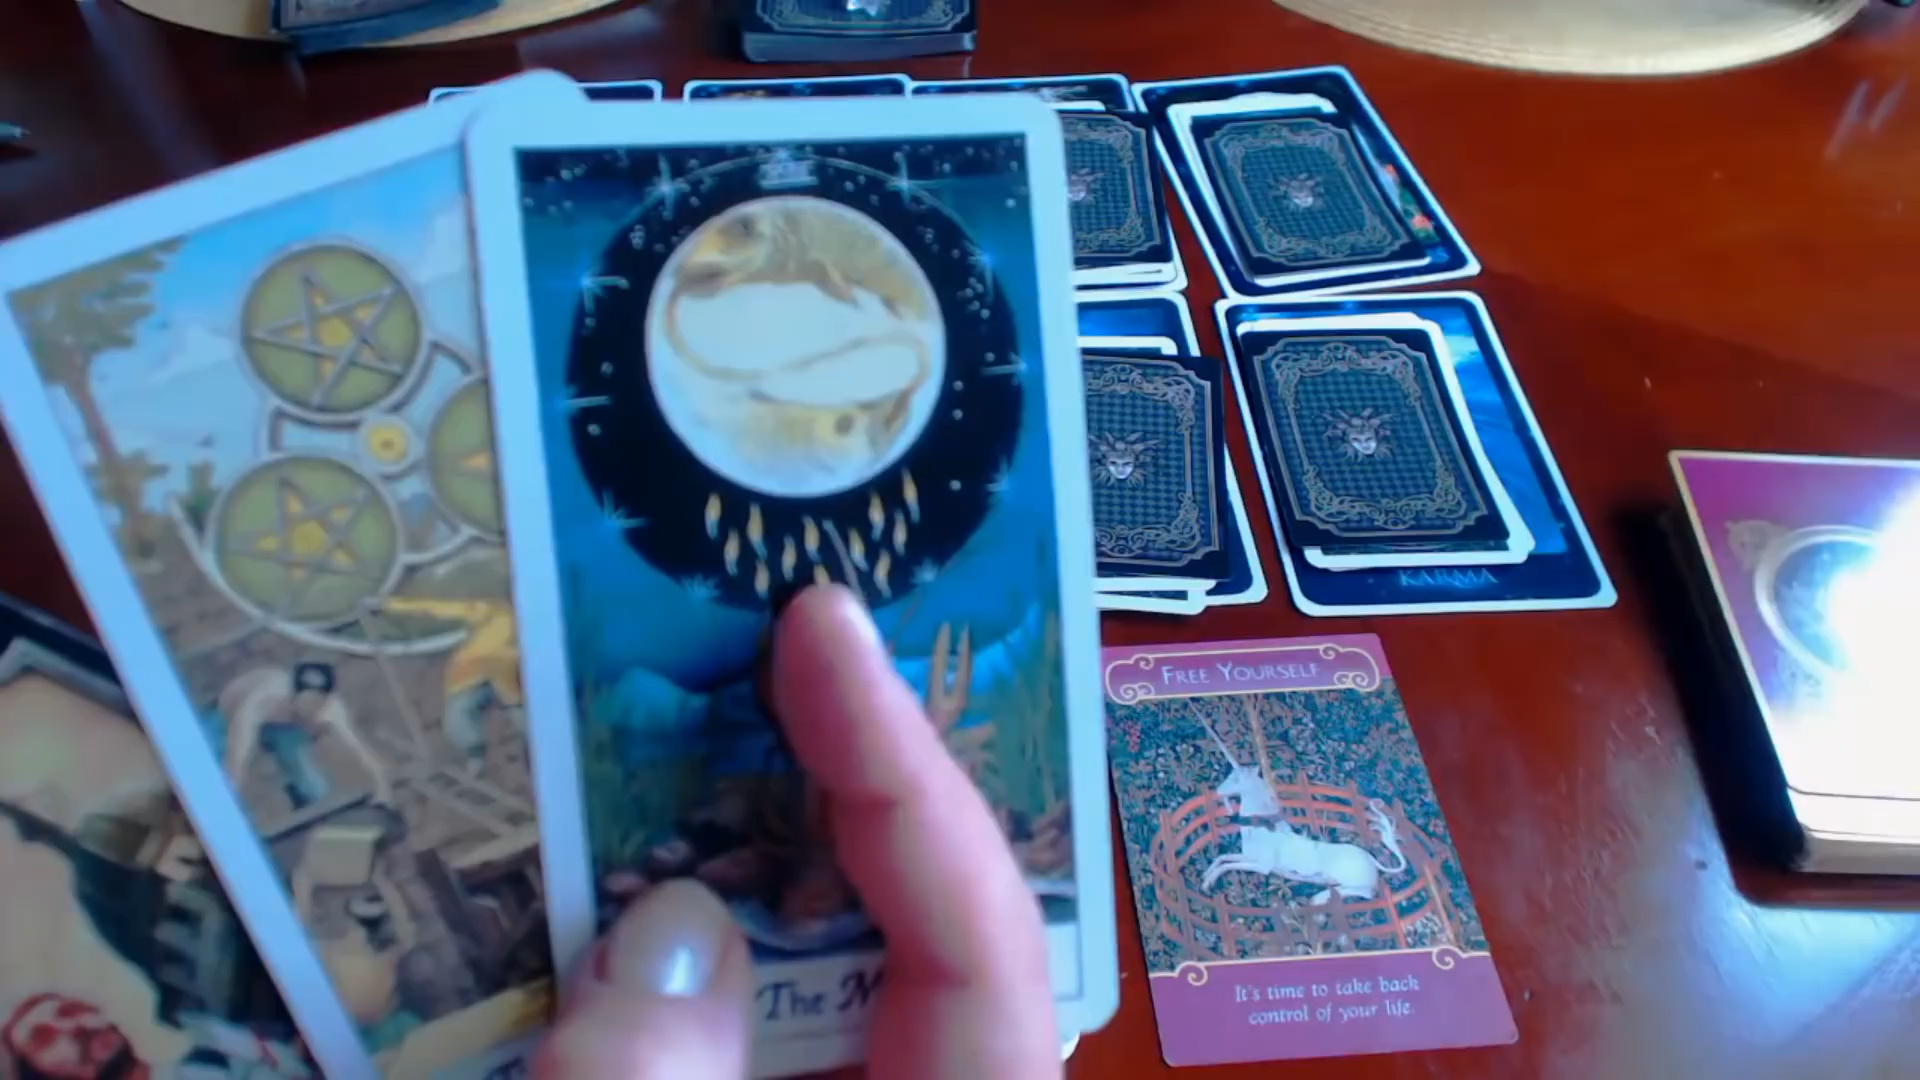 KARMA
FREE YOURSELF
The
It's time to take back
control of your life.